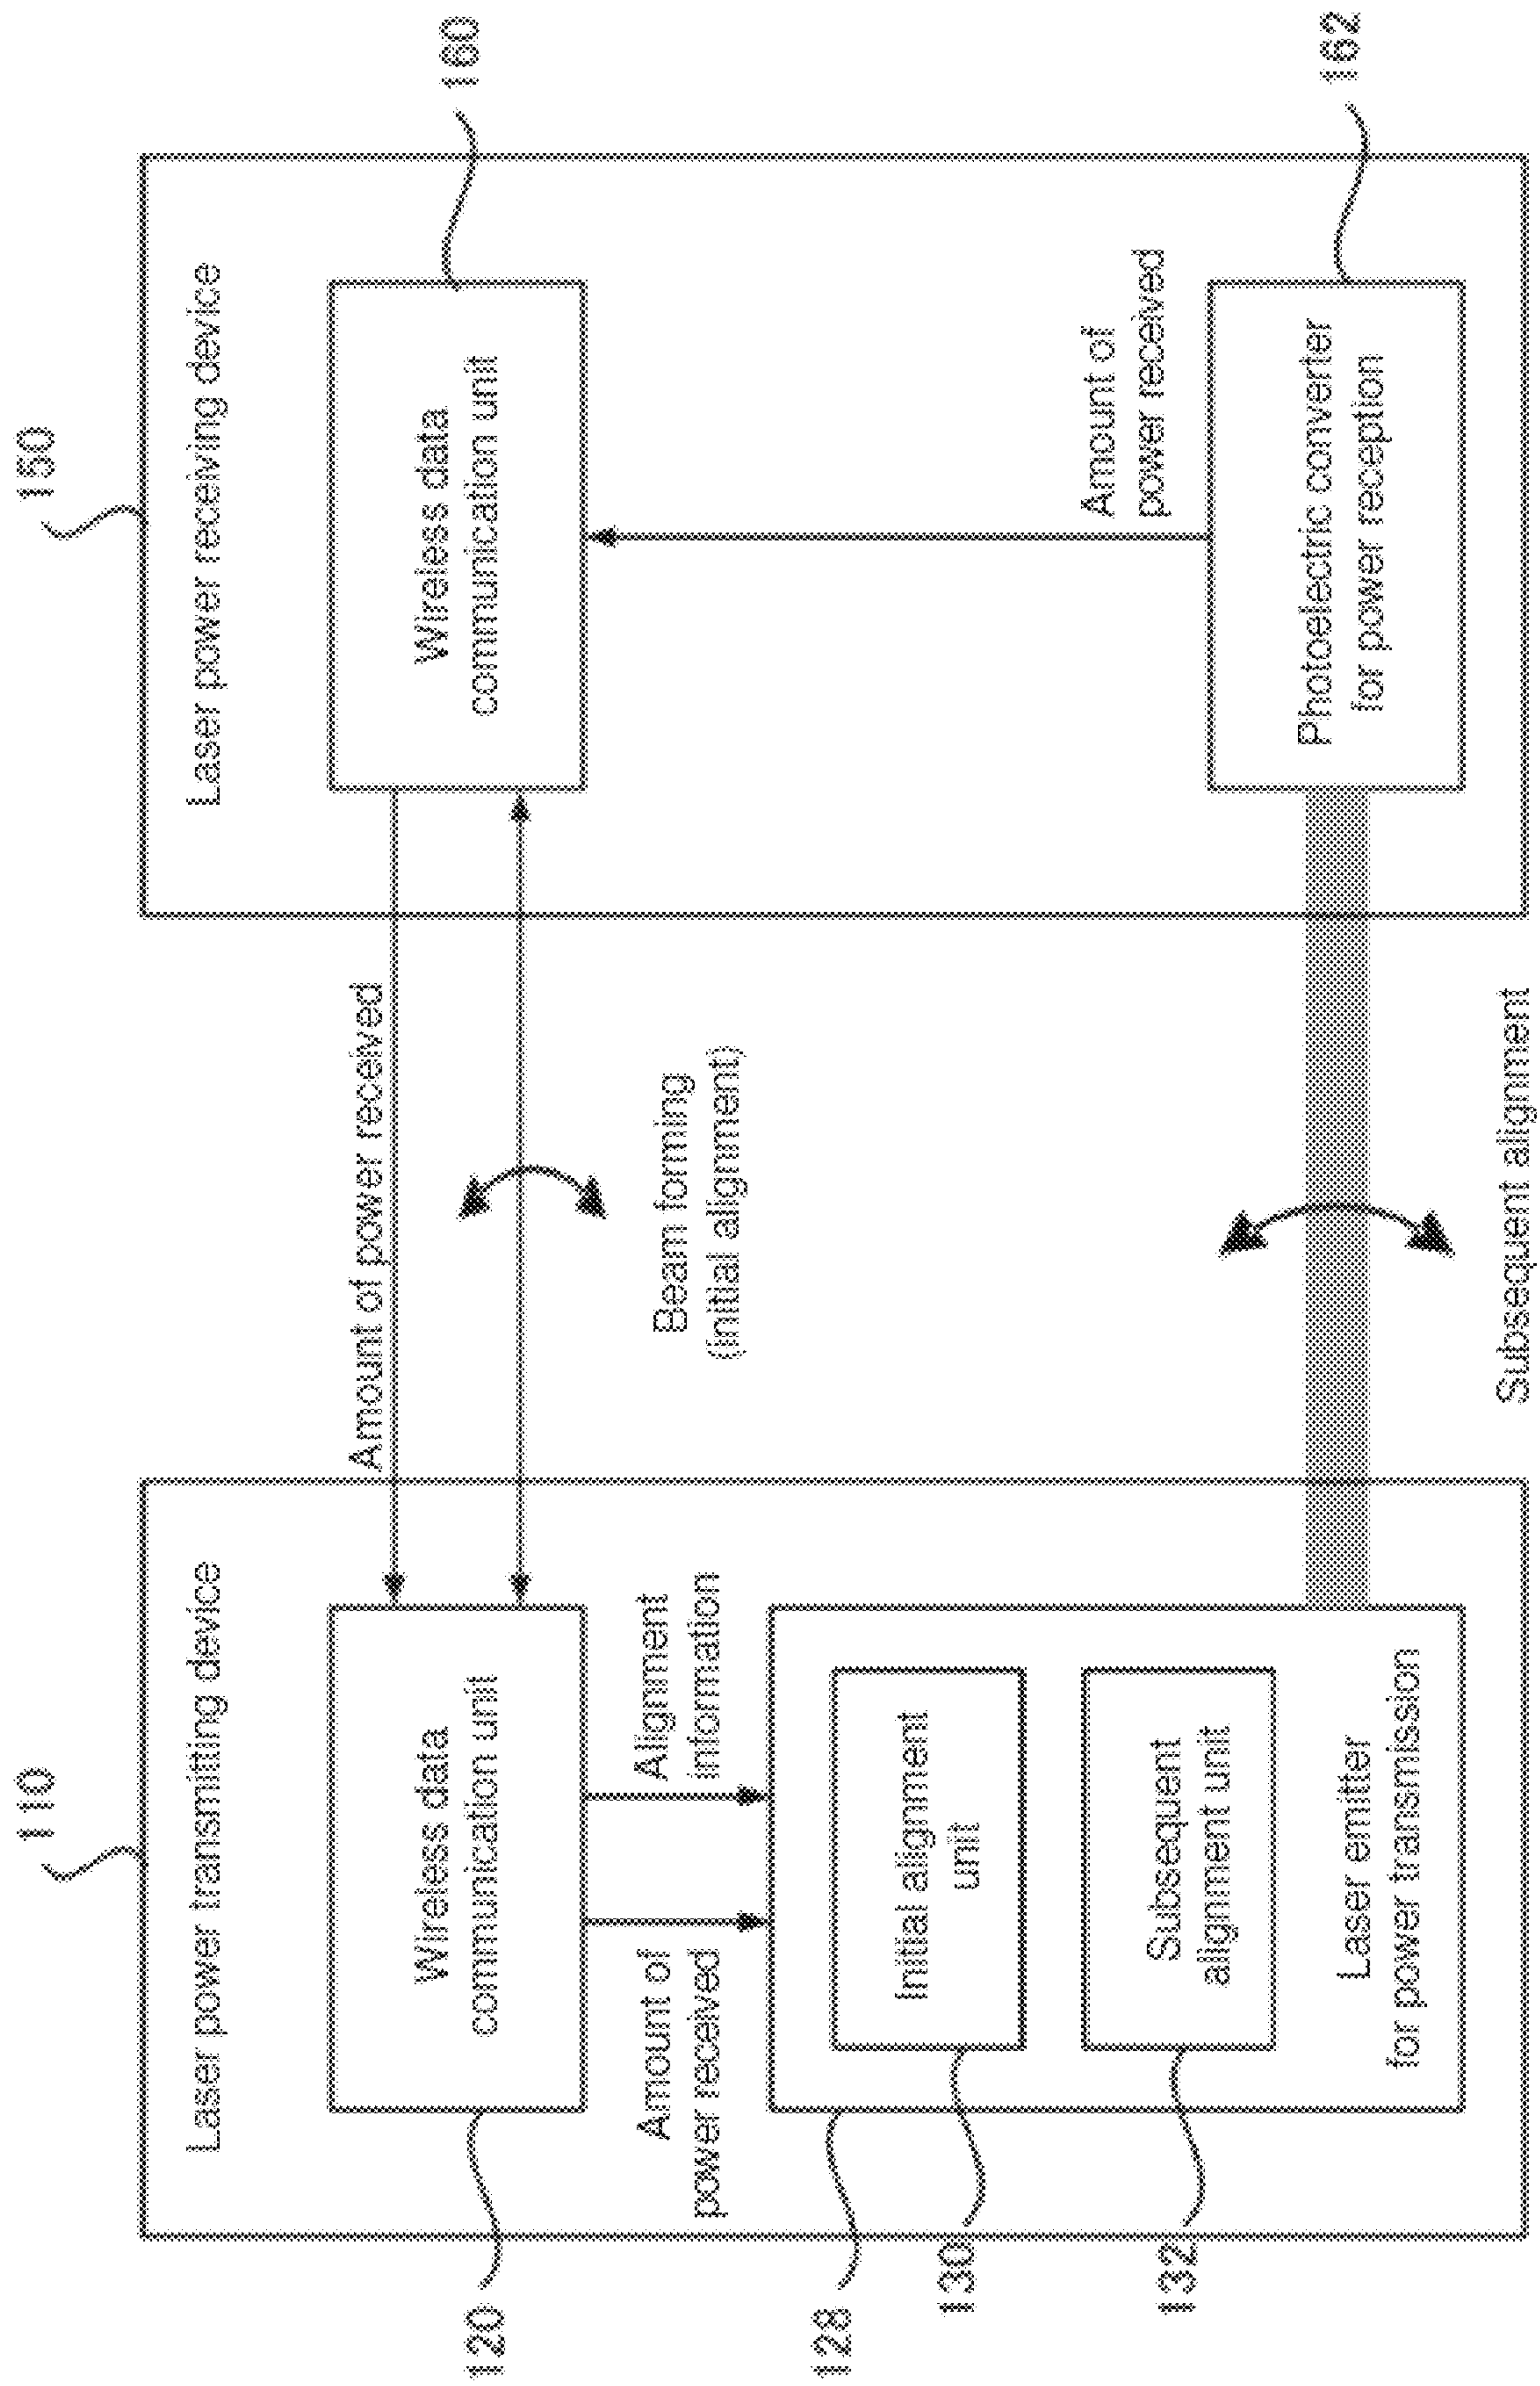 110
150
Laser power transmitting device
Laser power receiving device
Wireless data
communication unit
Amount of power received
Wireless data
communication unit
120
160
Beam forming
(initial alignment)
Amount of
power received
Alignment
information
128
130
Initial alignment
unit
132
Subsequent
alignment unit
Laser emitter
for power transmission
Amount of
power received
Photoelectric converter
for power reception
162
Subsequent alignment